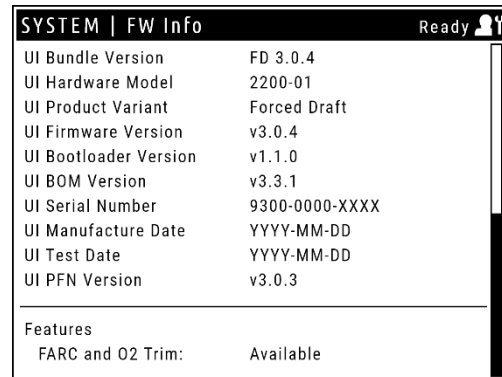 SYSTEM | FW Info Ready
UI Bundle Version FD 3.0.4
UI Hardware Model 2200-01
UI Product Variant Forced Draft
UI Firmware Version v3.0.4
UI Bootloader Version v1.1.0
UI BOM Version v3.3.1
UI Serial Number 9300-0000-XXXX
UI Manufacture Date YYYY-MM-DD
UI Test Date YYYY-MM-DD
UI PFN Version v3.0.3
Features
FARC and O2 Trim: Available